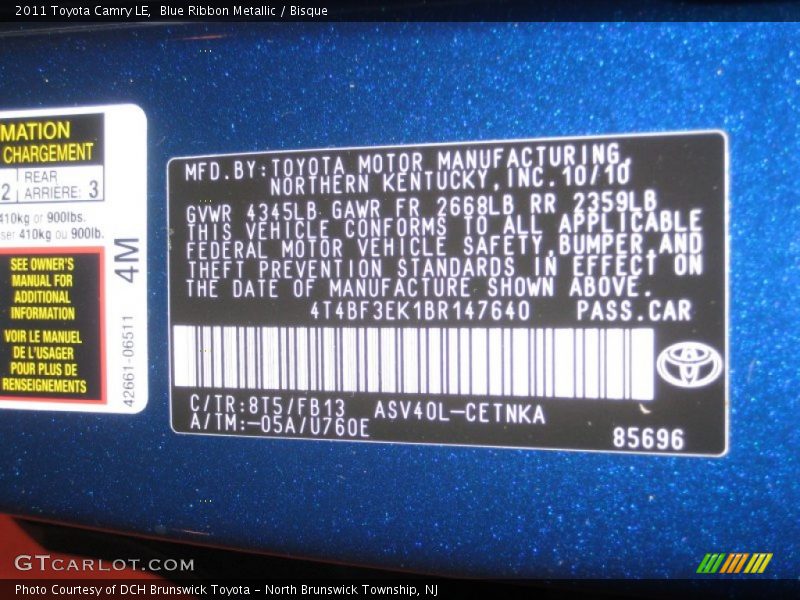 2011 Toyota Camry LE, Blue Ribbon Metallic / Bisque
MATION
CHARGEMENT
2 REAR ARRIÈRE: 3
410kg or 900lbs.
ser 410kg ou 900lb.
SEE OWNER'S
MANUAL FOR
ADDITIONAL
INFORMATION
VOIR LE MANUEL
DE L'USAGER
POUR PLUS DE
RENSEIGNEMENTS
4M
42661-06511
MFD.BY:TOYOTA MOTOR MANUFACTURING,
NORTHERN KENTUCKY,INC.10/10
GVWR 4345LB GAWR FR 2668LB RR 2359LB
THIS VEHICLE CONFORMS TO ALL APPLICABLE
FEDERAL MOTOR VEHICLE SAFETY,BUMPER,AND
THEFT PREVENTION STANDARDS IN EFFECT ON
THE DATE OF MANUFACTURE SHOWN ABOVE.
4T4BF3EK1BR147640 PASS.CAR
C/TR:8T5/FB13 ASV40L-CETNKA
A/TM:-05A/U760E
85696
GTCARLOT.COM
Photo Courtesy of DCH Brunswick Toyota - North Brunswick Township, NJ